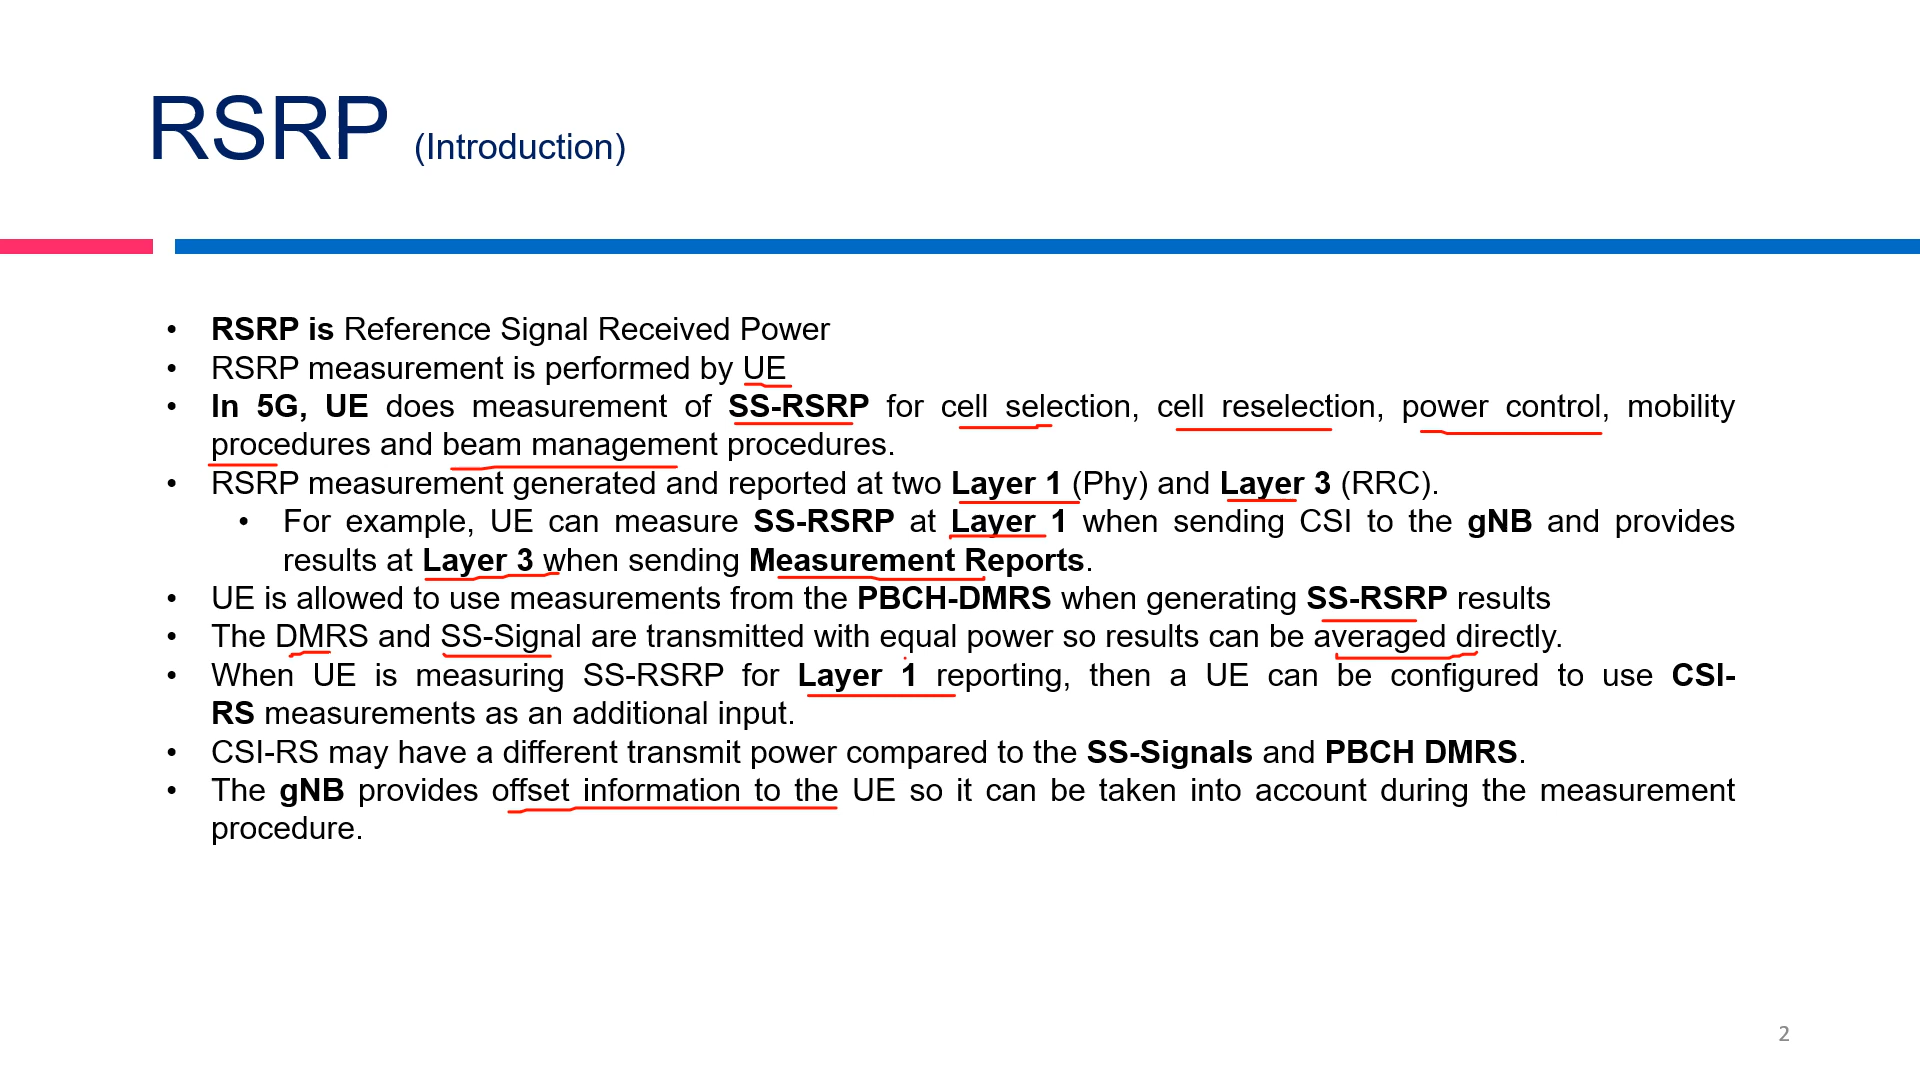 RSRP (Introduction)
• RSRP is Reference Signal Received Power
• RSRP measurement is performed by UE
• In 5G, UE does measurement of SS-RSRP for cell selection, cell reselection, power control, mobility
procedures and beam management procedures.
• RSRP measurement generated and reported at two Layer 1 (Phy) and Layer 3 (RRC).
• For example, UE can measure SS-RSRP at Layer 1 when sending CSI to the gNB and provides
results at Layer 3 when sending Measurement Reports.
• UE is allowed to use measurements from the PBCH-DMRS when generating SS-RSRP results
• The DMRS and SS-Signal are transmitted with equal power so results can be averaged directly.
• When UE is measuring SS-RSRP for Layer 1 reporting, then a UE can be configured to use CSI-
RS measurements as an additional input.
• CSI-RS may have a different transmit power compared to the SS-Signals and PBCH DMRS.
• The gNB provides offset information to the UE so it can be taken into account during the measurement
procedure.
2